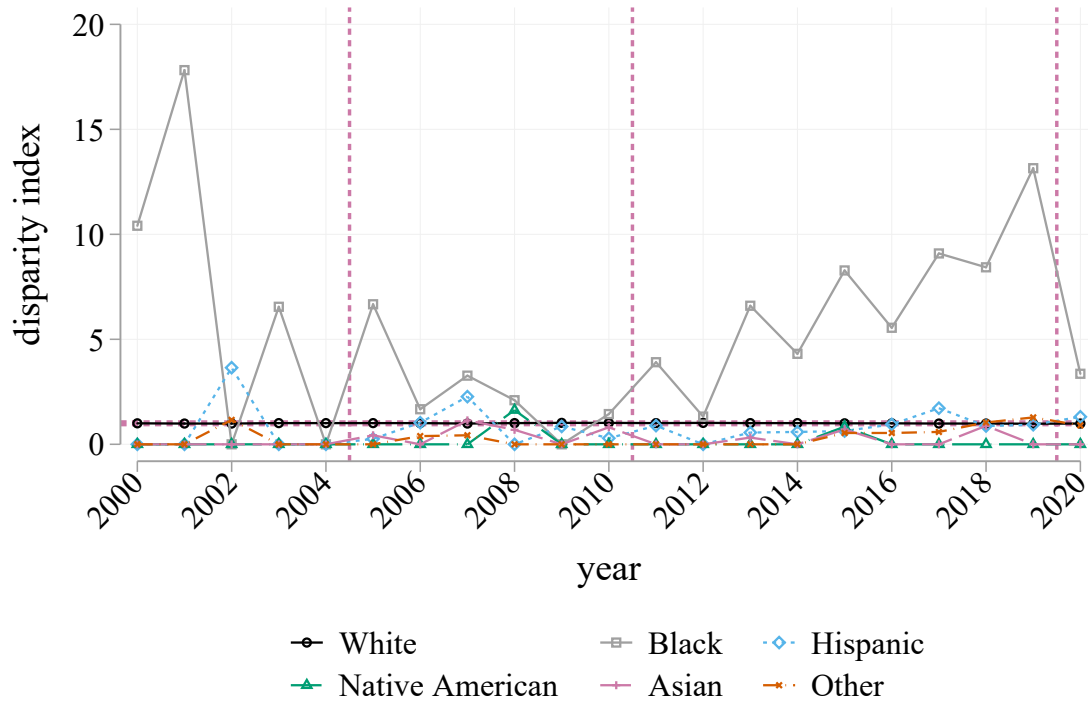 20
15
10
5
0
disparity index
2000 2002 2004 2006 2008 2010 2012 2014 2016 2018 2020
year
White Black Hispanic
Native American Asian Other